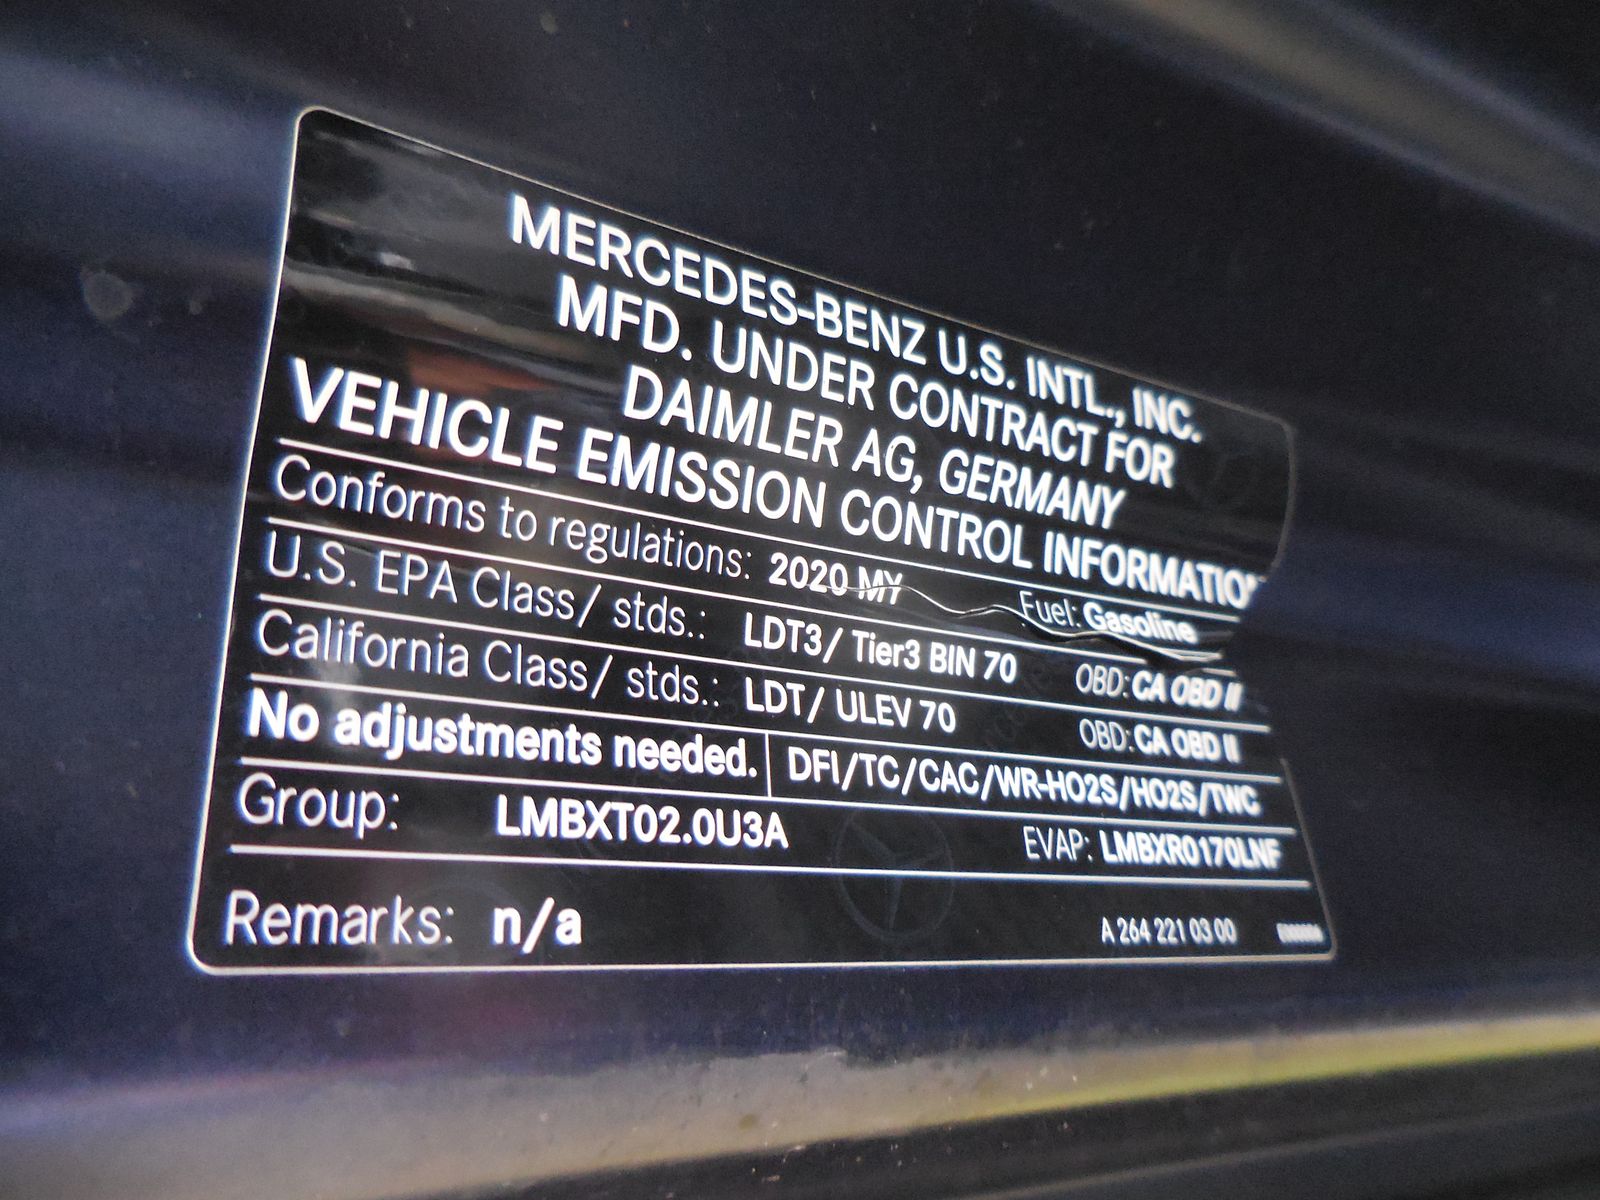 MERCEDES-BENZ U.S. INTL., INC.
MFD. UNDER CONTRACT FOR
DAIMLER AG, GERMANY
VEHICLE EMISSION CONTROL INFORMATION
Conforms to regulations: 2020 MY Fuel: Gasoline
U.S. EPA Class/ stds.: LDT3/ Tier3 BIN 70 OBD: CA OBD II
California Class/ stds.: LDT/ ULEV 70 OBD: CA OBD II
No adjustments needed. DFI/TC/CAC/WR-HO2S/HO2S/TWC
Group: LMBXT02.0U3A EVAP: LMBXR0170LNF
Remarks: n/a A 264 221 03 00